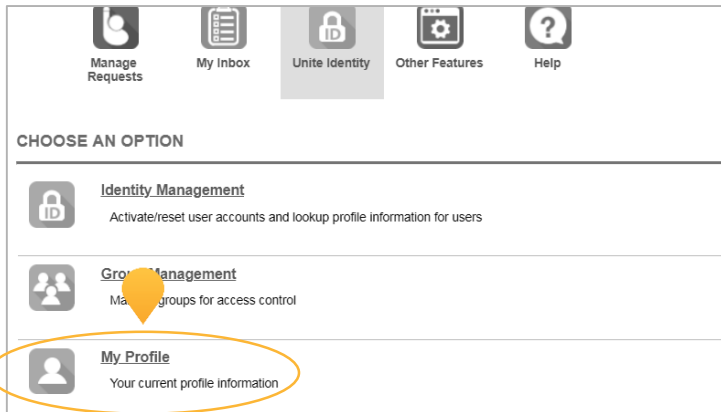 Manage
Requests
My Inbox
Unite Identity
Other Features
Help
CHOOSE AN OPTION
ID
Identity Management
Activate/reset user accounts and lookup profile information for users
Management
groups for access control
My Profile
Your current profile information